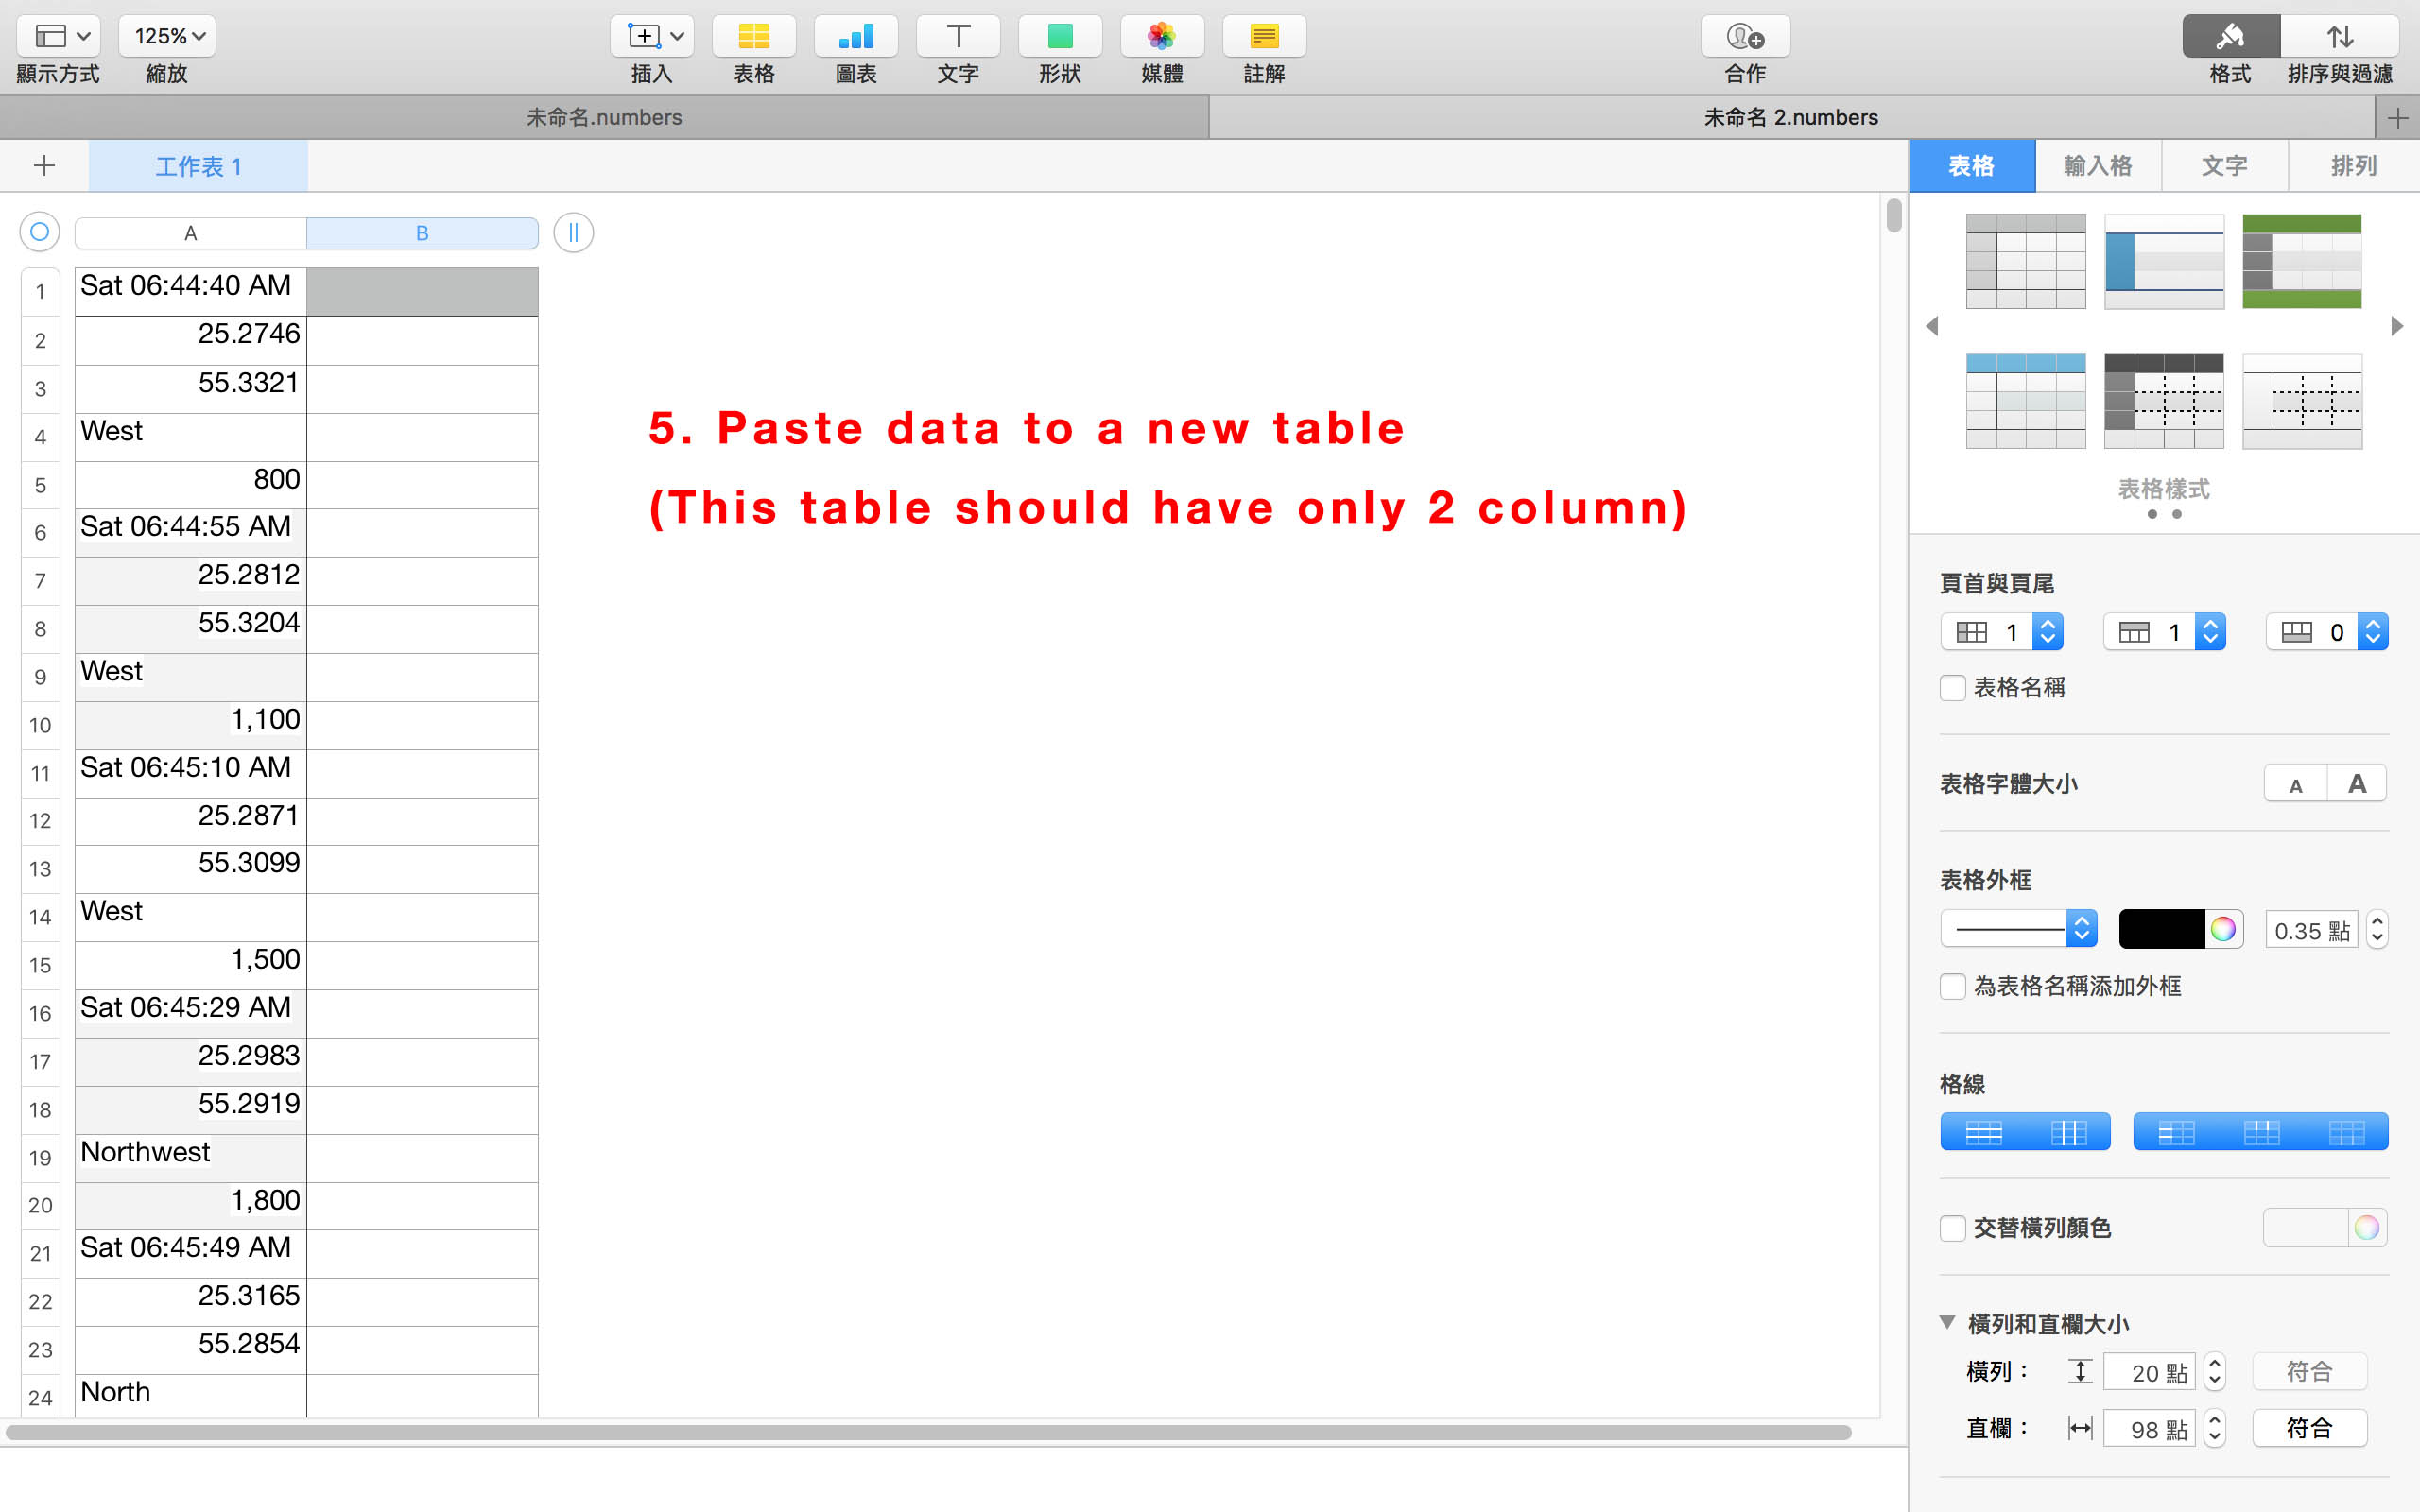 125%
顯示方式
縮放
插入
表格
圖表
文字
形狀
媒體
註解
合作
格式
排序與過濾
未命名.numbers
未命名 2.numbers
工作表 1
表格
輸入格
文字
排列
A
B
1 Sat 06:44:40 AM
2 25.2746
3 55.3321
4 West
5 800
6 Sat 06:44:55 AM
7 25.2812
8 55.3204
9 West
10 1,100
11 Sat 06:45:10 AM
12 25.2871
13 55.3099
14 West
15 1,500
16 Sat 06:45:29 AM
17 25.2983
18 55.2919
19 Northwest
20 1,800
21 Sat 06:45:49 AM
22 25.3165
23 55.2854
24 North
5. Paste data to a new table
(This table should have only 2 column)
表格樣式
頁首與頁尾
1
1
0
表格名稱
表格字體大小
A
A
表格外框
0.35 點
為表格名稱添加外框
格線
交替橫列顏色
橫列和直欄大小
橫列：
20 點
符合
直欄：
98 點
符合